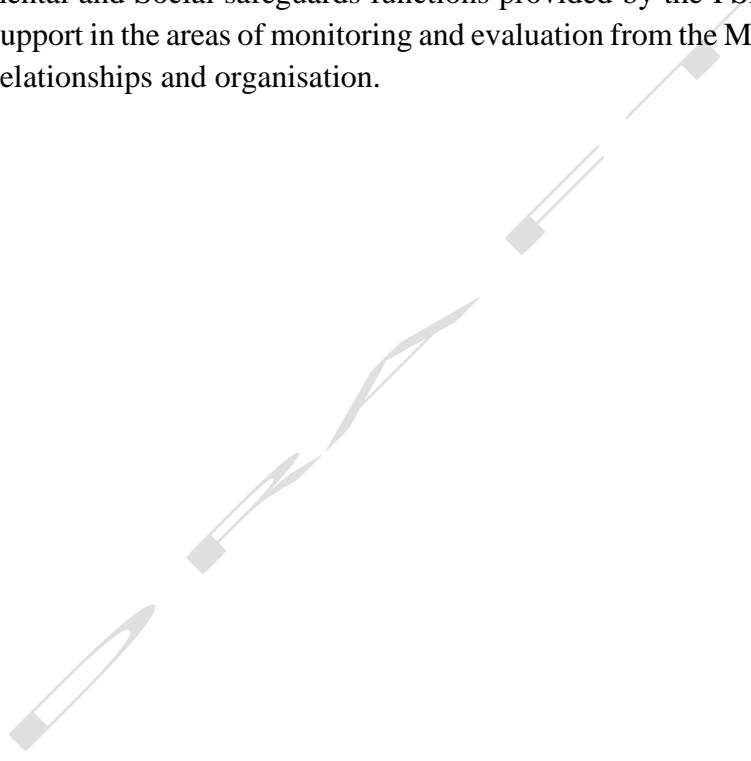 ental and Social safeguards functions provided by the
upport in the areas of monitoring and evaluation from the M
elationships and organisation.